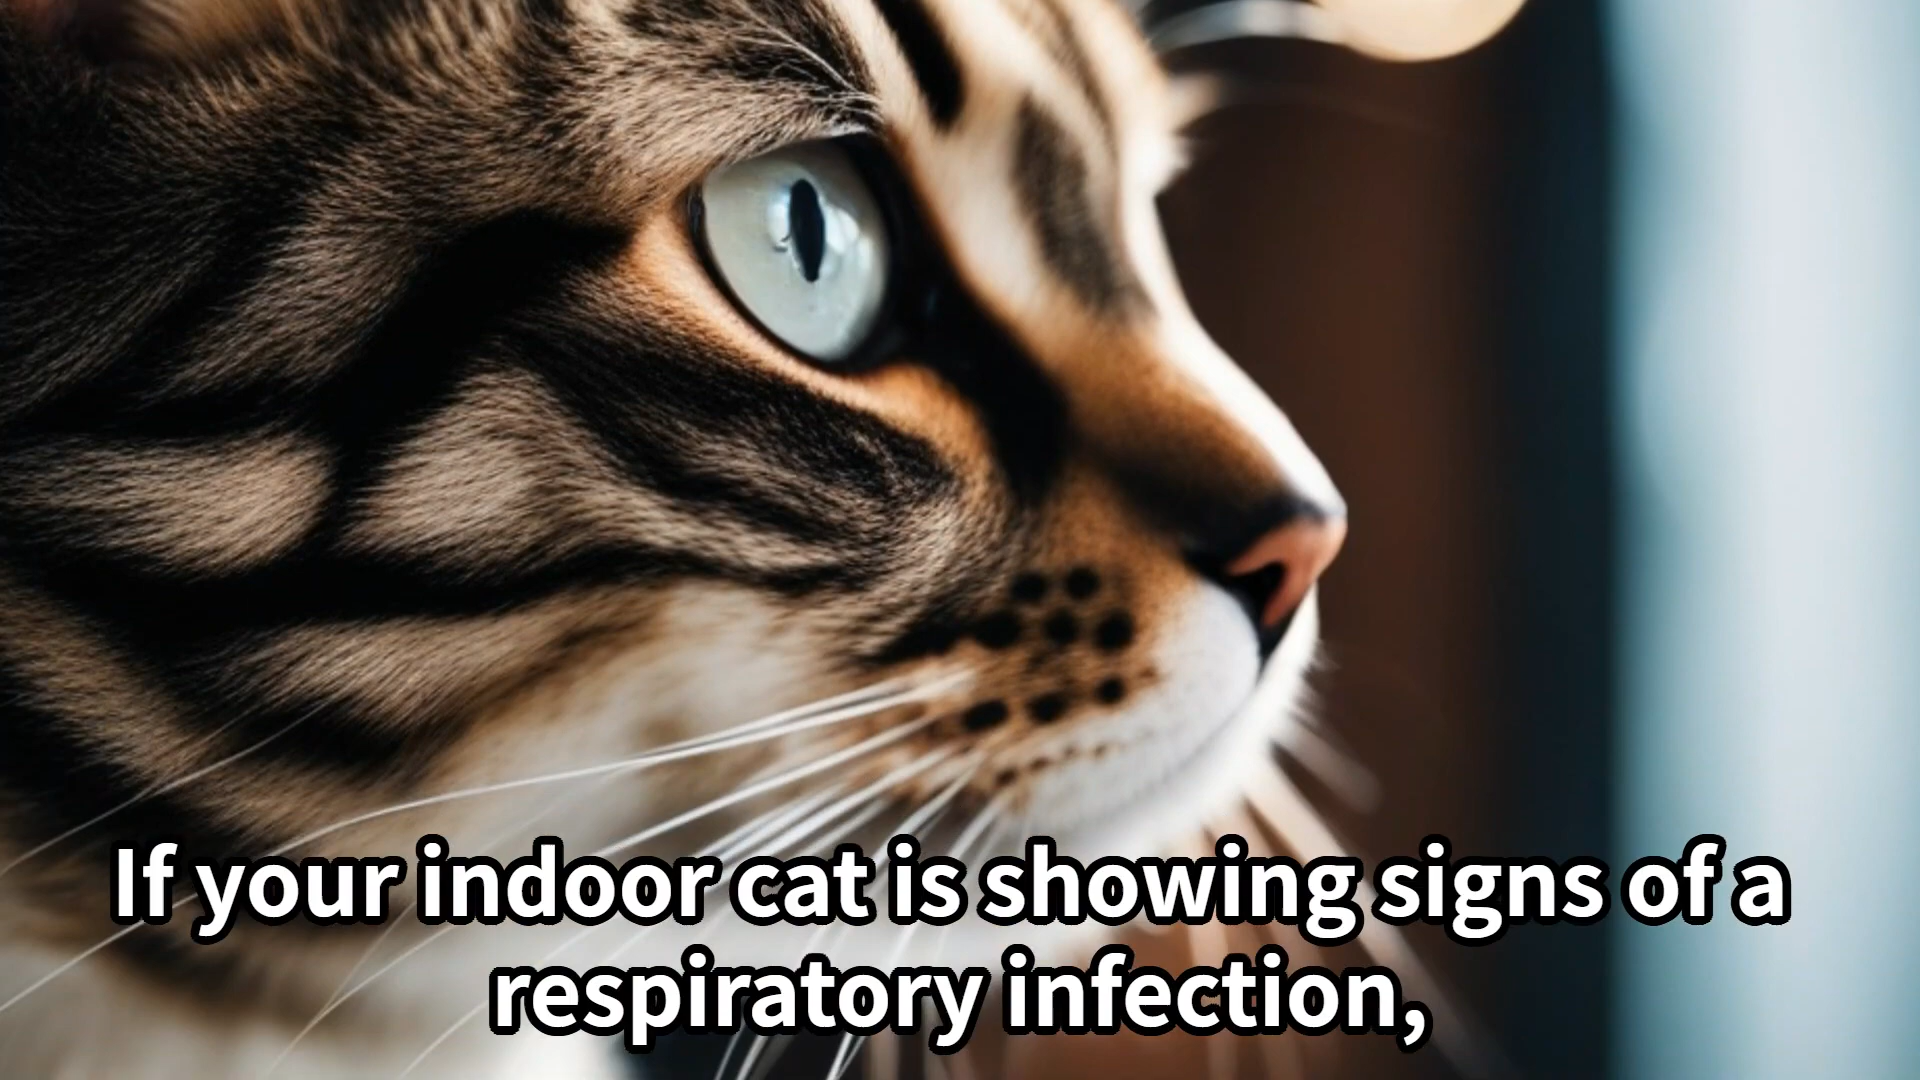 If your indoor cat is showing signs of a
respiratory infection,